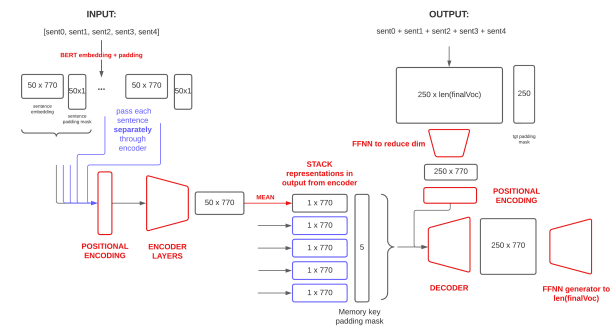 INPUT:
[sent0, sent1, sent2, sent3, sent4]
BERT embedding + padding
50 x 770
50x1
...
50 x 770
50x1
sentence
embedding
sentence
padding mask
pass each
sentence
separately
through
encoder
POSITIONAL
ENCODING
ENCODER
LAYERS
50 x 770
MEAN
STACK
representations in
output from encoder
1 x 770
1 x 770
1 x 770
1 x 770
1 x 770
5
Memory key
padding mask
OUTPUT:
sent0 + sent1 + sent2 + sent3 + sent4
250 x len(finalVoc)
250
tgt padding
mask
FFNN to reduce dim
250 x 770
POSITIONAL
ENCODING
DECODER
250 x 770
FFNN generator to
len(finalVoc)